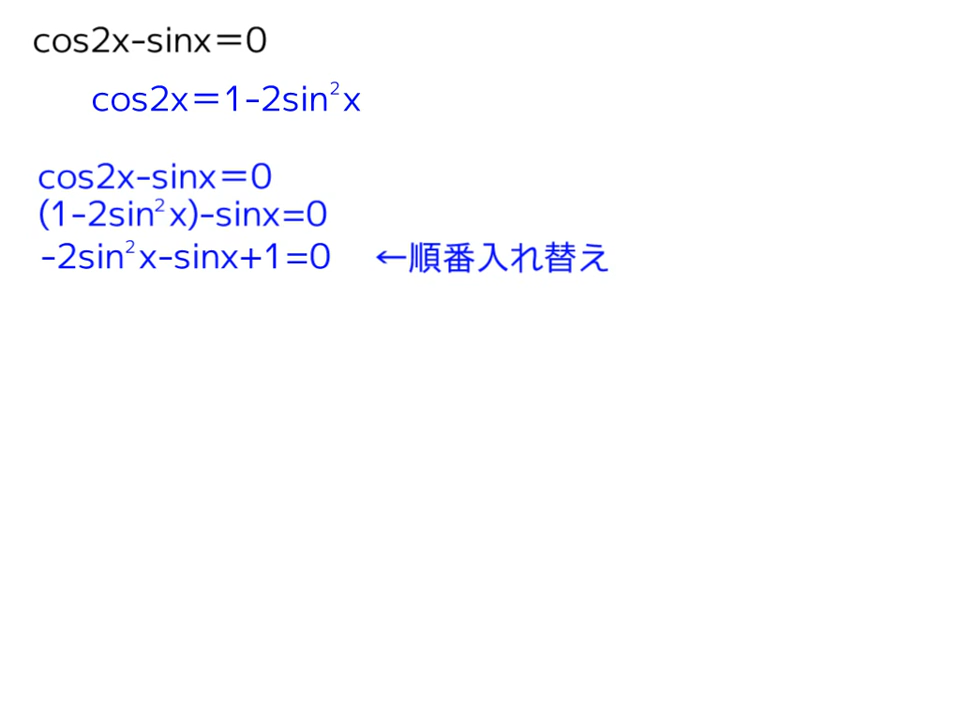 cos2x-sinx=0
cos2x=1-2sin²x
cos2x-sinx=0
(1-2sin²x)-sinx=0
-2sin²x-sinx+1=0 ←順番入れ替え